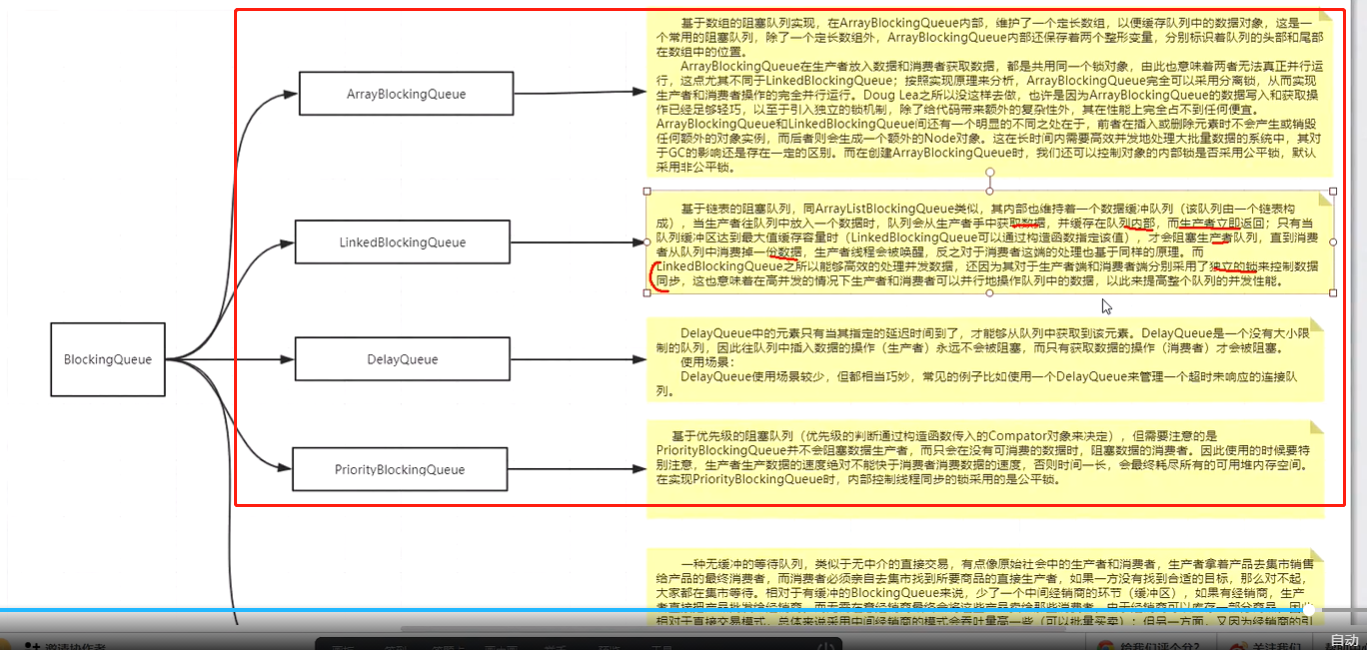 基于数组的阻塞队列实现，在ArrayBlockingQueue内部，维护了一个定长数组，以便缓存队列中的数据对象，这是一
个常用的阻塞队列，除了一个定长数组外，ArrayBlockingQueue内部还保存着两个整形变量，分别标识着队列的头部和尾部
在数组中的位置。
ArrayBlockingQueue在生产者放入数据和消费者获取数据，都是共用同一个锁对象，由此也意味着两者无法真正并行运
行，这点尤其不同于LinkedBlockingQueue；按照实现原理来分析，ArrayBlockingQueue完全可以采用分离锁，从而实现
生产者和消费者操作的完全并行运行。Doug Lea之所以没这样去做，也许是因为ArrayBlockingQueue的数据写入和获取操
作已经足够轻巧，以至于引入独立的锁机制，除了给代码带来额外的复杂性外，其在性能上完全占不到任何便宜。
ArrayBlockingQueue和LinkedBlockingQueue间还有一个明显的不同之处在于，前者在插入或删除元素时不会产生或销毁
任何额外的对象实例，而后者则会生成一个额外的Node对象。这在长时间内需要高效并发地处理大批量数据的系统中，其对
于GC的影响还是存在一定的区别。而在创建ArrayBlockingQueue时，我们还可以控制对象的内部锁是否采用公平锁，默认
采用非公平锁。
ArrayBlockingQueue
基于链表的阻塞队列，同ArrayListBlockingQueue类似，其内部也维持着一个数据缓冲队列（该队列由一个链表构
成），当生产者往队列中放入一个数据时，队列会从生产者手中获取数据，并缓存在队列内部，而生产者立即返回；只有当
队列缓冲区达到最大值缓存容量时（LinkedBlockingQueue可以通过构造函数指定该值），才会阻塞生产者队列，直到消费
者从队列中消费掉一份数据，生产者线程会被唤醒，反之对于消费者这端的处理也基于同样的原理。而
LinkedBlockingQueue之所以能够高效的处理并发数据，还因为其对于生产者端和消费者端分别采用了独立的锁来控制数据
同步，这也意味着在高并发的情况下生产者和消费者可以并行地操作队列中的数据，以此来提高整个队列的并发性能。
LinkedBlockingQueue
BlockingQueue
DelayQueue中的元素只有当其指定的延迟时间到了，才能够从队列中获取到该元素。DelayQueue是一个没有大小限
制的队列，因此往队列中插入数据的操作（生产者）永远不会被阻塞，而只有获取数据的操作（消费者）才会被阻塞。
使用场景：
DelayQueue使用场景较少，但都相当巧妙，常见的例子比如使用一个DelayQueue来管理一个超时未响应的连接队
列。
DelayQueue
基于优先级的阻塞队列（优先级的判断通过构造函数传入的Compator对象来决定），但需要注意的是
PriorityBlockingQueue并不会阻塞数据生产者，而只会在没有可消费的数据时，阻塞数据的消费者。因此使用的时候要特
别注意，生产者生产数据的速度绝对不能快于消费者消费数据的速度，否则时间一长，会最终耗尽所有的可用堆内存空间。
在实现PriorityBlockingQueue时，内部控制线程同步的锁采用的是公平锁。
PriorityBlockingQueue
一种无缓冲的等待队列，类似于无中介的直接交易，有点像原始社会中的生产者和消费者，生产者拿着产品去集市销售
给产品的最终消费者，而消费者必须亲自去集市找到所要商品的直接生产者，如果一方没有找到合适的目标，那么对不起，
大家都在集市等待。相对于有缓冲的BlockingQueue来说，少了一个中间经销商的环节（缓冲区），如果有经销商，生产
者直接把产品批发给经销商，而无需在意经销商最终会将这些产品卖给那些消费者，由于经销商可以库存一部分商品，因此
相对于直接交易模式，总体来说采用中间经销商的模式会吞吐量高一些（可以批量买卖）；但另一方面，又因为经销商的引
邀请协作者
给我们评个分？
关注我们
自动